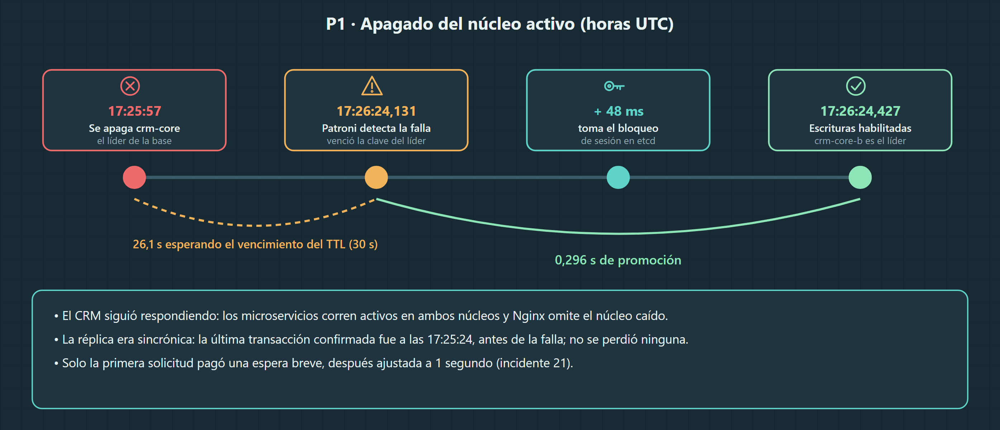 P1 · Apagado del núcleo activo (horas UTC)
17:25:57
Se apaga crm-core
el líder de la base
17:26:24,131
Patroni detecta la falla
venció la clave del líder
+ 48 ms
toma el bloqueo
de sesión en etcd
17:26:24,427
Escrituras habilitadas
crm-core-b es el líder
26,1 s esperando el vencimiento del TTL (30 s)
0,296 s de promoción
• El CRM siguió respondiendo: los microservicios corren activos en ambos núcleos y Nginx omite el núcleo caído.
• La réplica era sincrónica: la última transacción confirmada fue a las 17:25:24, antes de la falla; no se perdió ninguna.
• Solo la primera solicitud pagó una espera breve, después ajustada a 1 segundo (incidente 21).